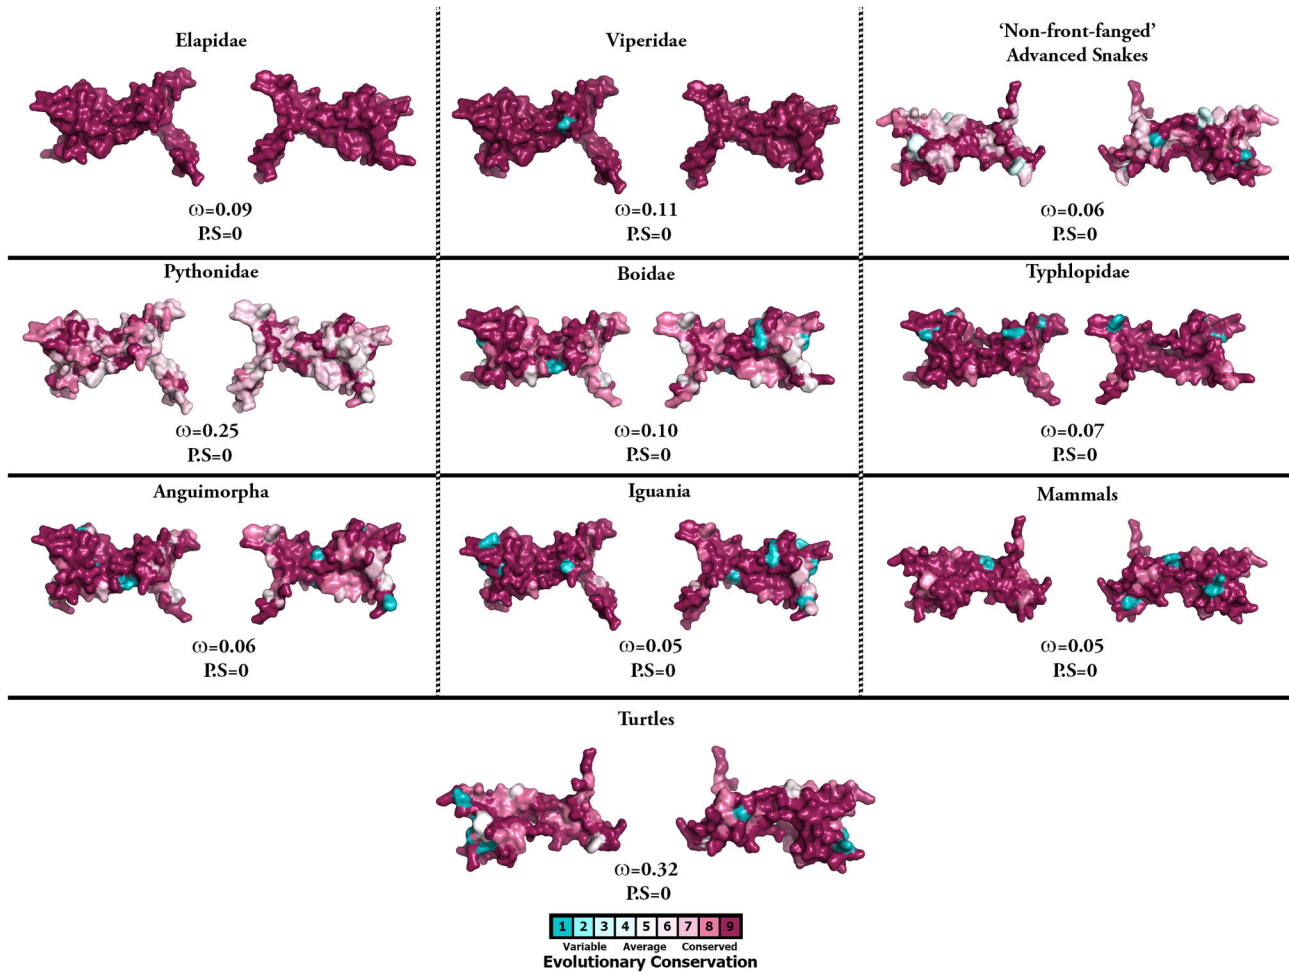 Elapidae
ω=0.09
P.S=0
Viperidae
ω=0.11
P.S=0
‘Non-front-fanged’
Advanced Snakes
ω=0.06
P.S=0
Pythonidae
ω=0.25
P.S=0
Boidae
ω=0.10
P.S=0
Typhlopidae
ω=0.07
P.S=0
Anguimorpha
ω=0.06
P.S=0
Iguania
ω=0.05
P.S=0
Mammals
ω=0.05
P.S=0
Turtles
ω=0.32
P.S=0
1 2 3 4 5 6 7 8 9
Variable Average Conserved
Evolutionary Conservation